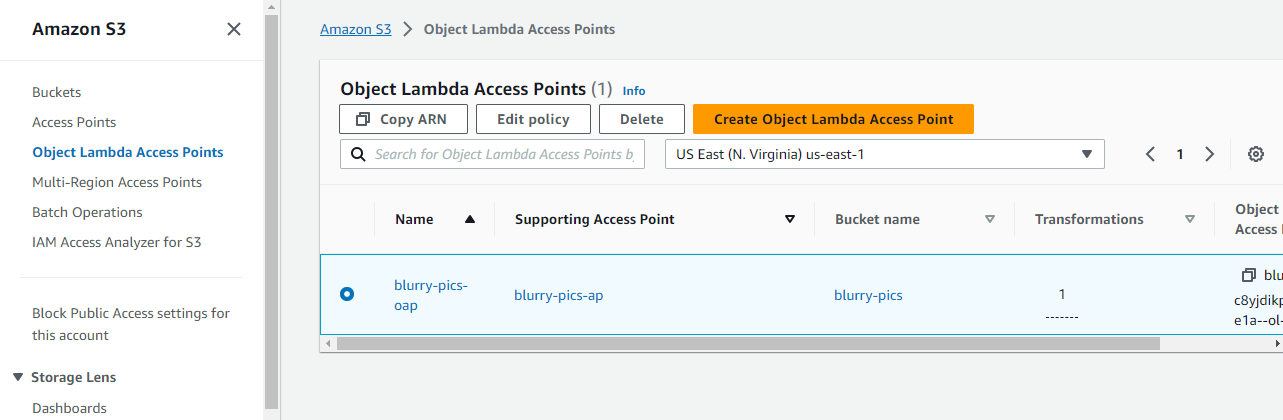 Amazon S3
Buckets
Access Points
Object Lambda Access Points
Multi-Region Access Points
Batch Operations
IAM Access Analyzer for S3
Block Public Access settings for
this account
Storage Lens
Dashboards
Amazon S3 > Object Lambda Access Points
Object Lambda Access Points (1) Info
Copy ARN Edit policy Delete Create Object Lambda Access Point
Search for Object Lambda Access Points b US East (N. Virginia) us-east-1 1
Name Supporting Access Point Bucket name Transformations Object
Access
blurry-pics-
oap
blurry-pics-ap
blurry-pics
1
blu
c8yjdikp
e1a--ol-